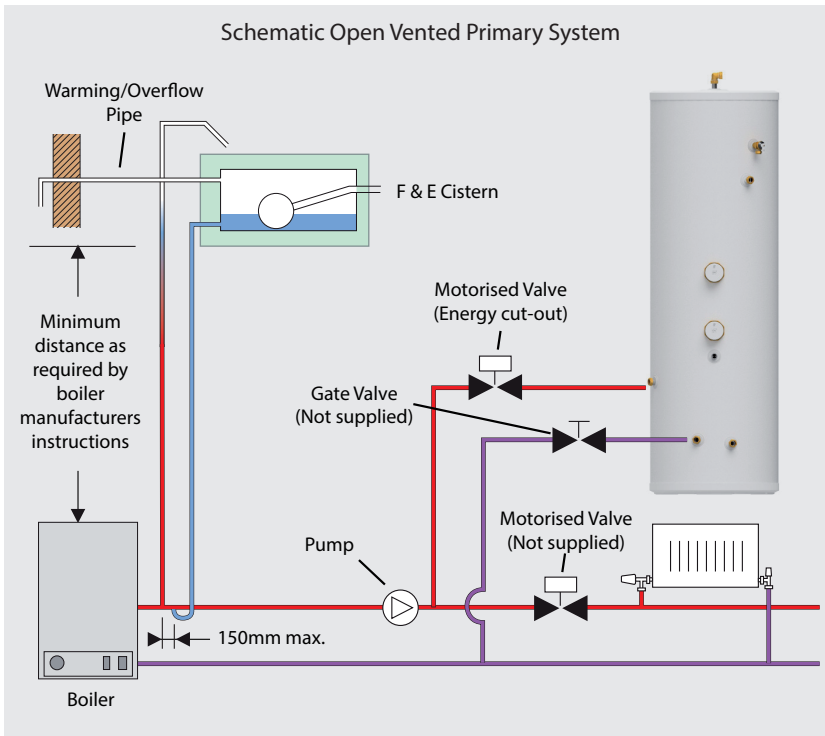 Schematic Open Vented Primary System
Warming/Overflow
Pipe
F & E Cistern
Minimum
distance as
required by
boiler
manufacturers
instructions
Motorised Valve
(Energy cut-out)
Gate Valve
(Not supplied)
Motorised Valve
(Not supplied)
Pump
150mm max.
Boiler